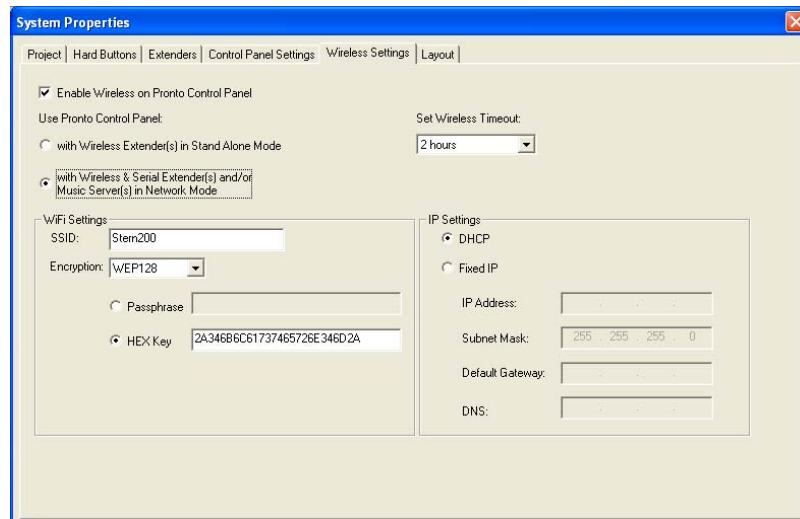 System Properties
Project Hard Buttons Extenders Control Panel Settings Wireless Settings Layout
Enable Wireless on Pronto Control Panel
Use Pronto Control Panel:
Set Wireless Timeout:
with Wireless Extender(s) in Stand Alone Mode
2 hours
with Wireless & Serial Extender(s) and/or
Music Server(s) in Network Mode
WiFi Settings
SSID: Stern200
Encryption: WEP128
Passphrase
HEX Key 2A346B6C61737465726E346D2A
IP Settings
DHCP
Fixed IP
IP Address:
Subnet Mask: 255 . 255 . 255 . 0
Default Gateway:
DNS: